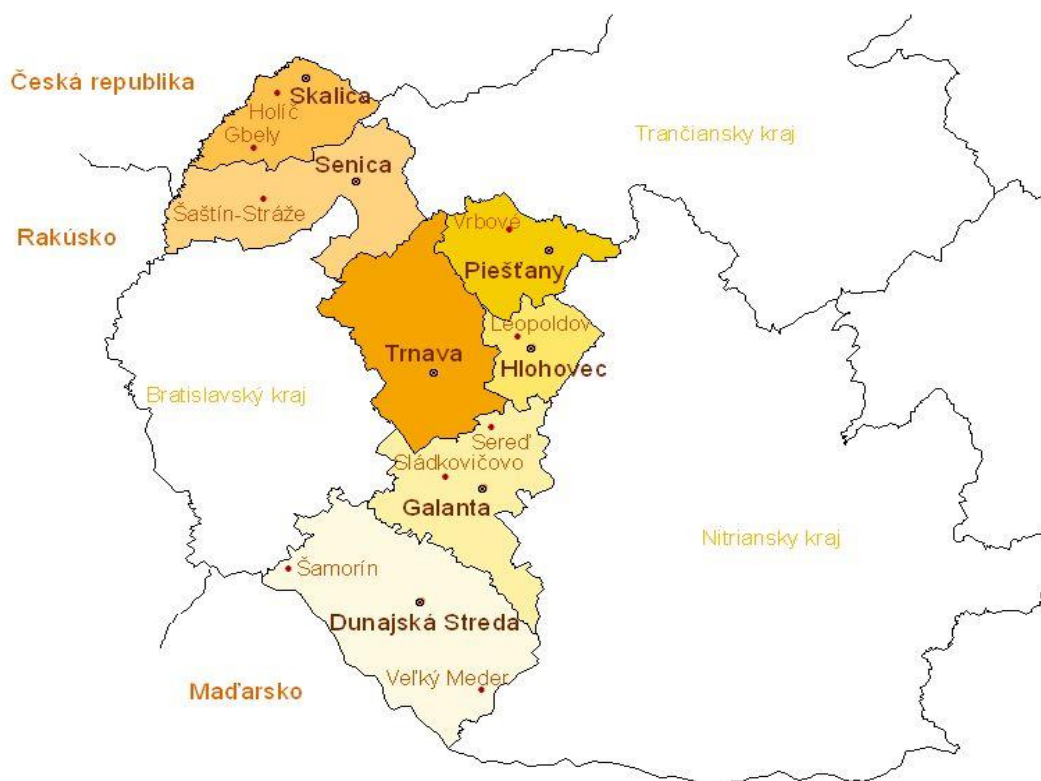 Česká republika
Skalica
Holíč
Gbely
Trančiansky kraj
Senica
Šaštín-Stráže
Vrbové
Rakúsko
Piešťany
Leopoldov
Trnava
Hlohovec
Bratislavský kraj
Sereď
Sládkovičovo
Galanta
Nitriansky kraj
Šamorín
Dunajská Streda
Veľký Meder
Maďarsko